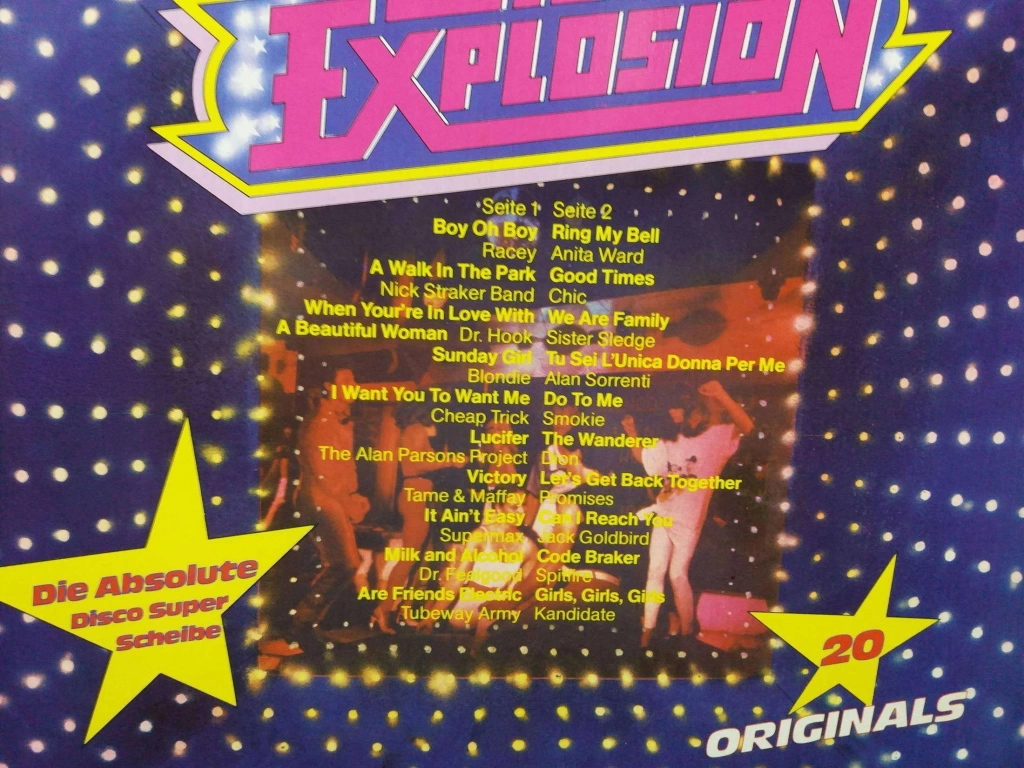 EXPLOSION
Seite 1
Boy Oh Boy
Racey
A Walk In The Park
Nick Straker Band
When Your're In Love With
A Beautiful Woman Dr. Hook
Sunday Girl
Blondie
I Want You To Want Me
Cheap Trick
Lucifer
The Alan Parsons Project
Victory
Tame & Maffay
It Ain't Easy
Supermax
Milk and Alcohol
Dr. Feelgood
Are Friends Electric
Tubeway Army
Seite 2
Ring My Bell
Anita Ward
Good Times
Chic
We Are Family
Sister Sledge
Tu Sei L'Unica Donna Per Me
Alan Sorrenti
Do To Me
Smokie
The Wanderer
Dion
Let's Get Back Together
Promises
Can I Reach You
Jack Goldbird
Code Braker
Spitfire
Girls, Girls, Girls
Kandidate
Die Absolute
Disco Super
Scheibe
20
ORIGINALS